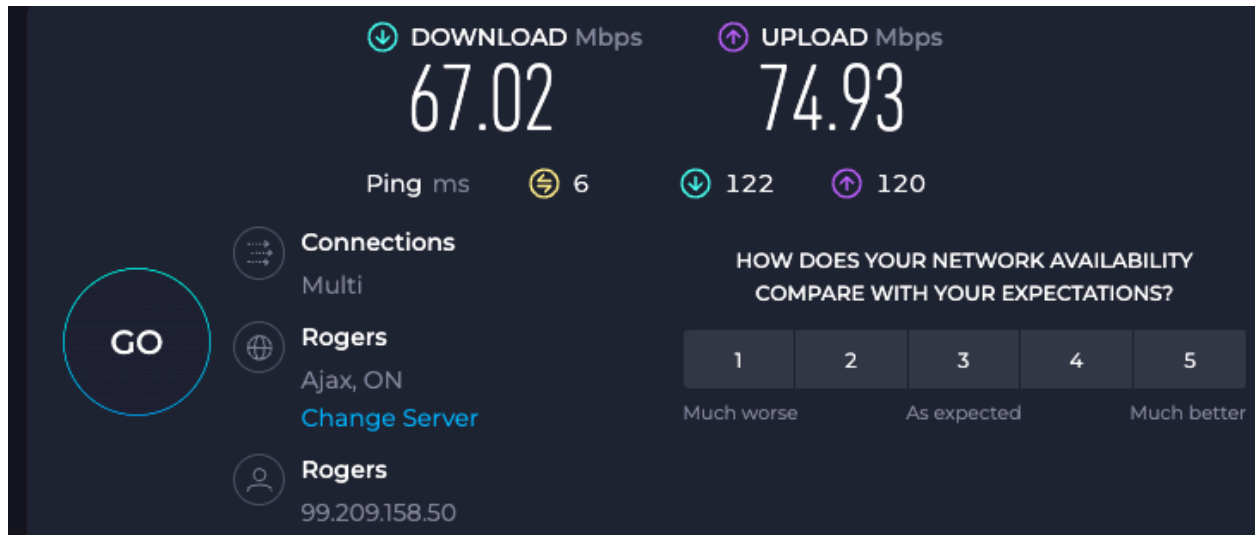 DOWNLOAD Mbps UPLOAD Mbps
67.02 74.93
Ping ms 6 122 120
Connections
Multi
GO
Rogers
Ajax, ON
Change Server
Rogers
99.209.158.50
HOW DOES YOUR NETWORK AVAILABILITY
COMPARE WITH YOUR EXPECTATIONS?
1 2 3 4 5
Much worse As expected Much better